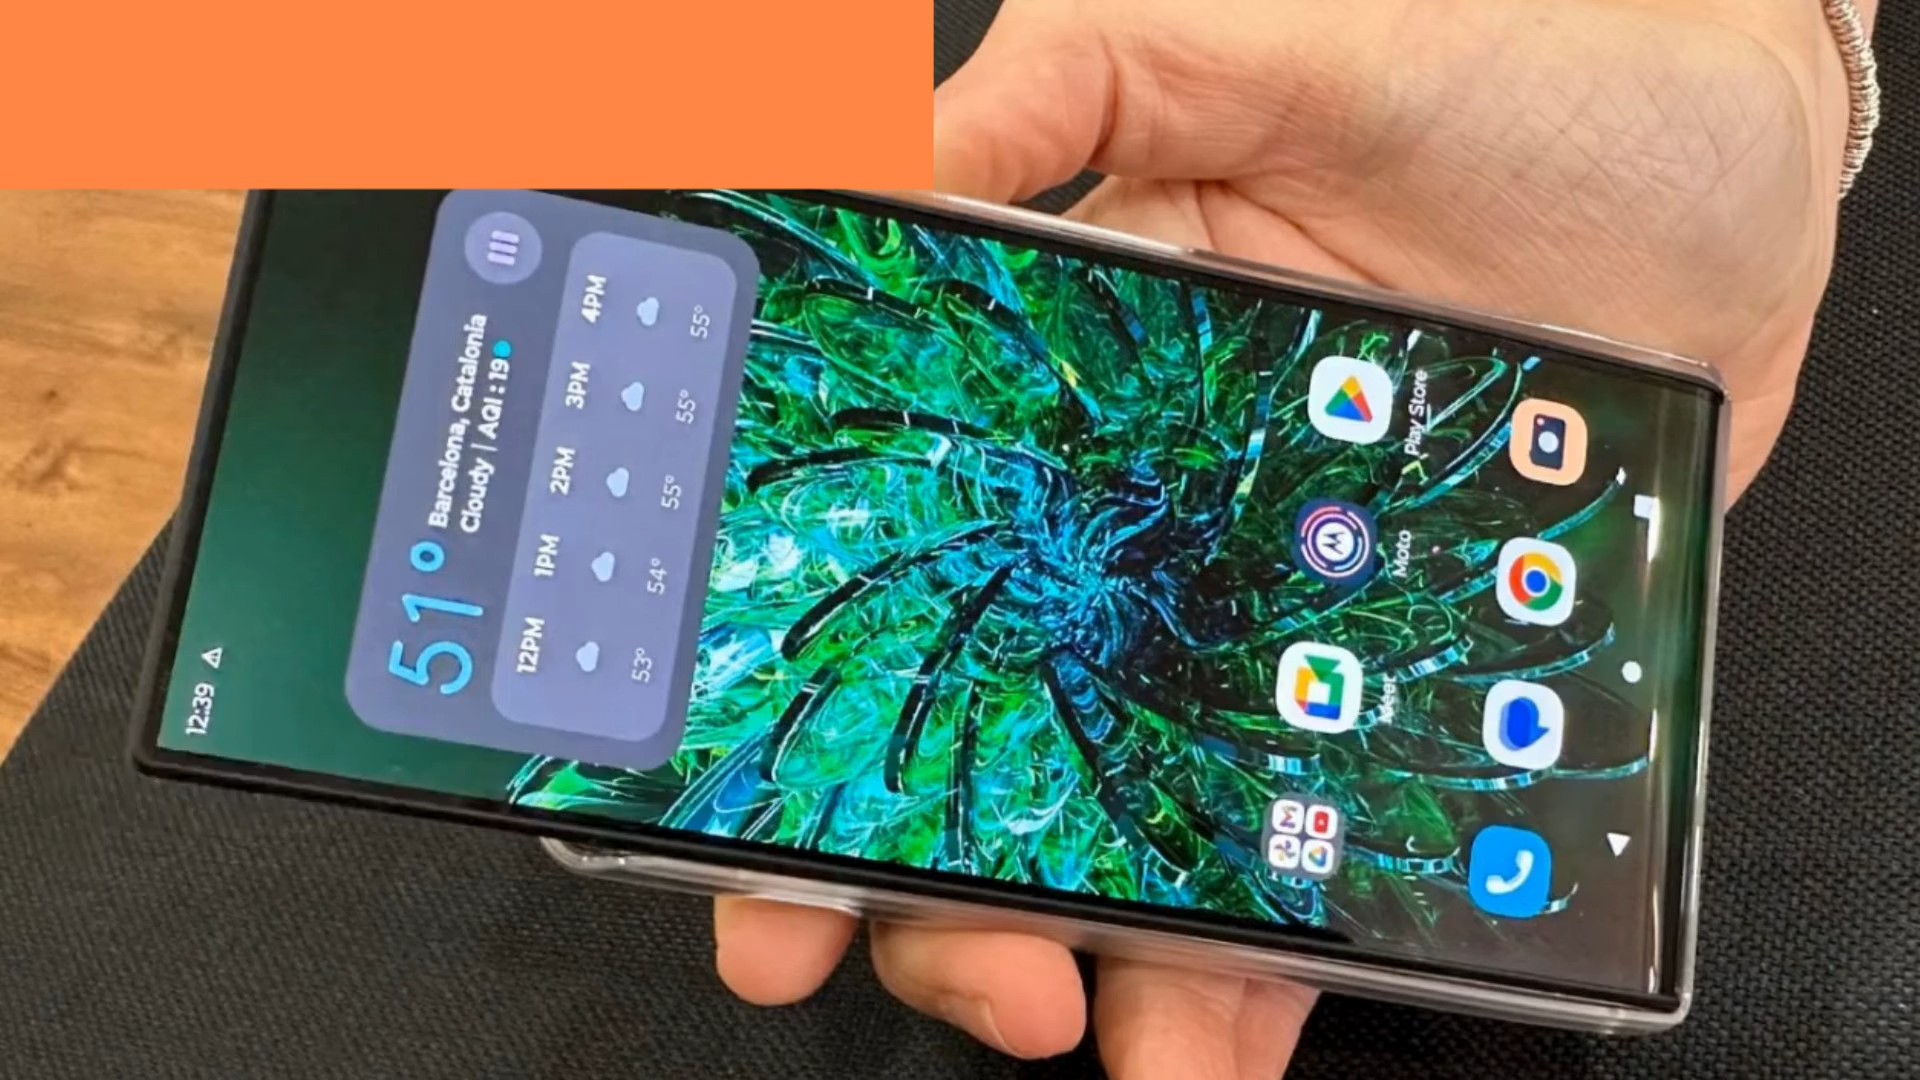 12:39
51°
Barcelona, Catalonia
Cloudy | AQI : 19
12PM 1PM 2PM 3PM 4PM
53° 54° 55° 55° 55°
Meet Moto Play Store